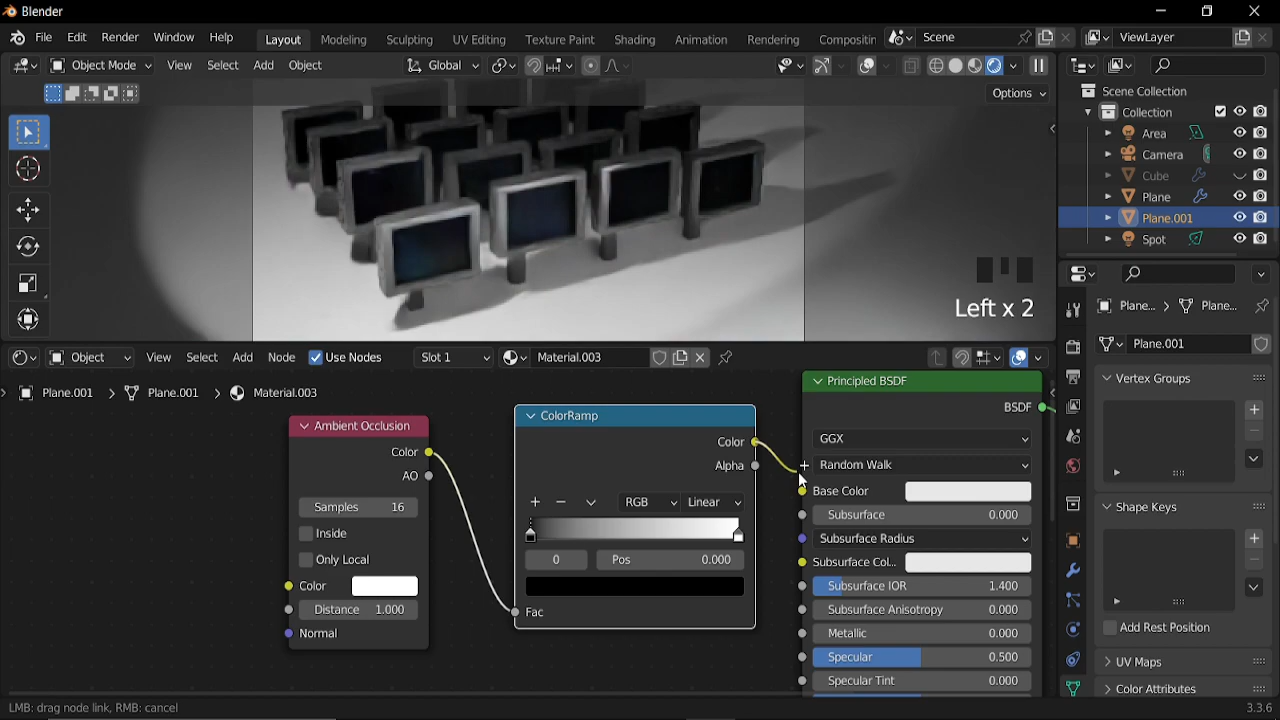 Blender
File Edit Render Window Help Layout Modeling Sculpting UV Editing Texture Paint Shading Animation Rendering Compositin Scene ViewLayer
Object Mode View Select Add Object Global
Options
Scene Collection
Collection
Area
Camera
Cube
Plane
Plane.001
Spot
Left x 2
Object View Select Add Node Use Nodes Slot 1 Material.003
Plane.001 Plane.001 Material.003
Ambient Occlusion
Color
AO
Samples 16
Inside
Only Local
Color
Distance 1.000
Normal
ColorRamp
Color
Alpha
RGB Linear
0 Pos 0.000
Fac
Principled BSDF
BSDF
GGX
Random Walk
Base Color
Subsurface 0.000
Subsurface Radius
Subsurface Col...
Subsurface IOR 1.400
Subsurface Anisotropy 0.000
Metallic 0.000
Specular 0.500
Specular Tint 0.000
Plane... Plane...
Plane.001
Vertex Groups
Shape Keys
Add Rest Position
UV Maps
Color Attributes
LMB: drag node link, RMB: cancel
3.3.6